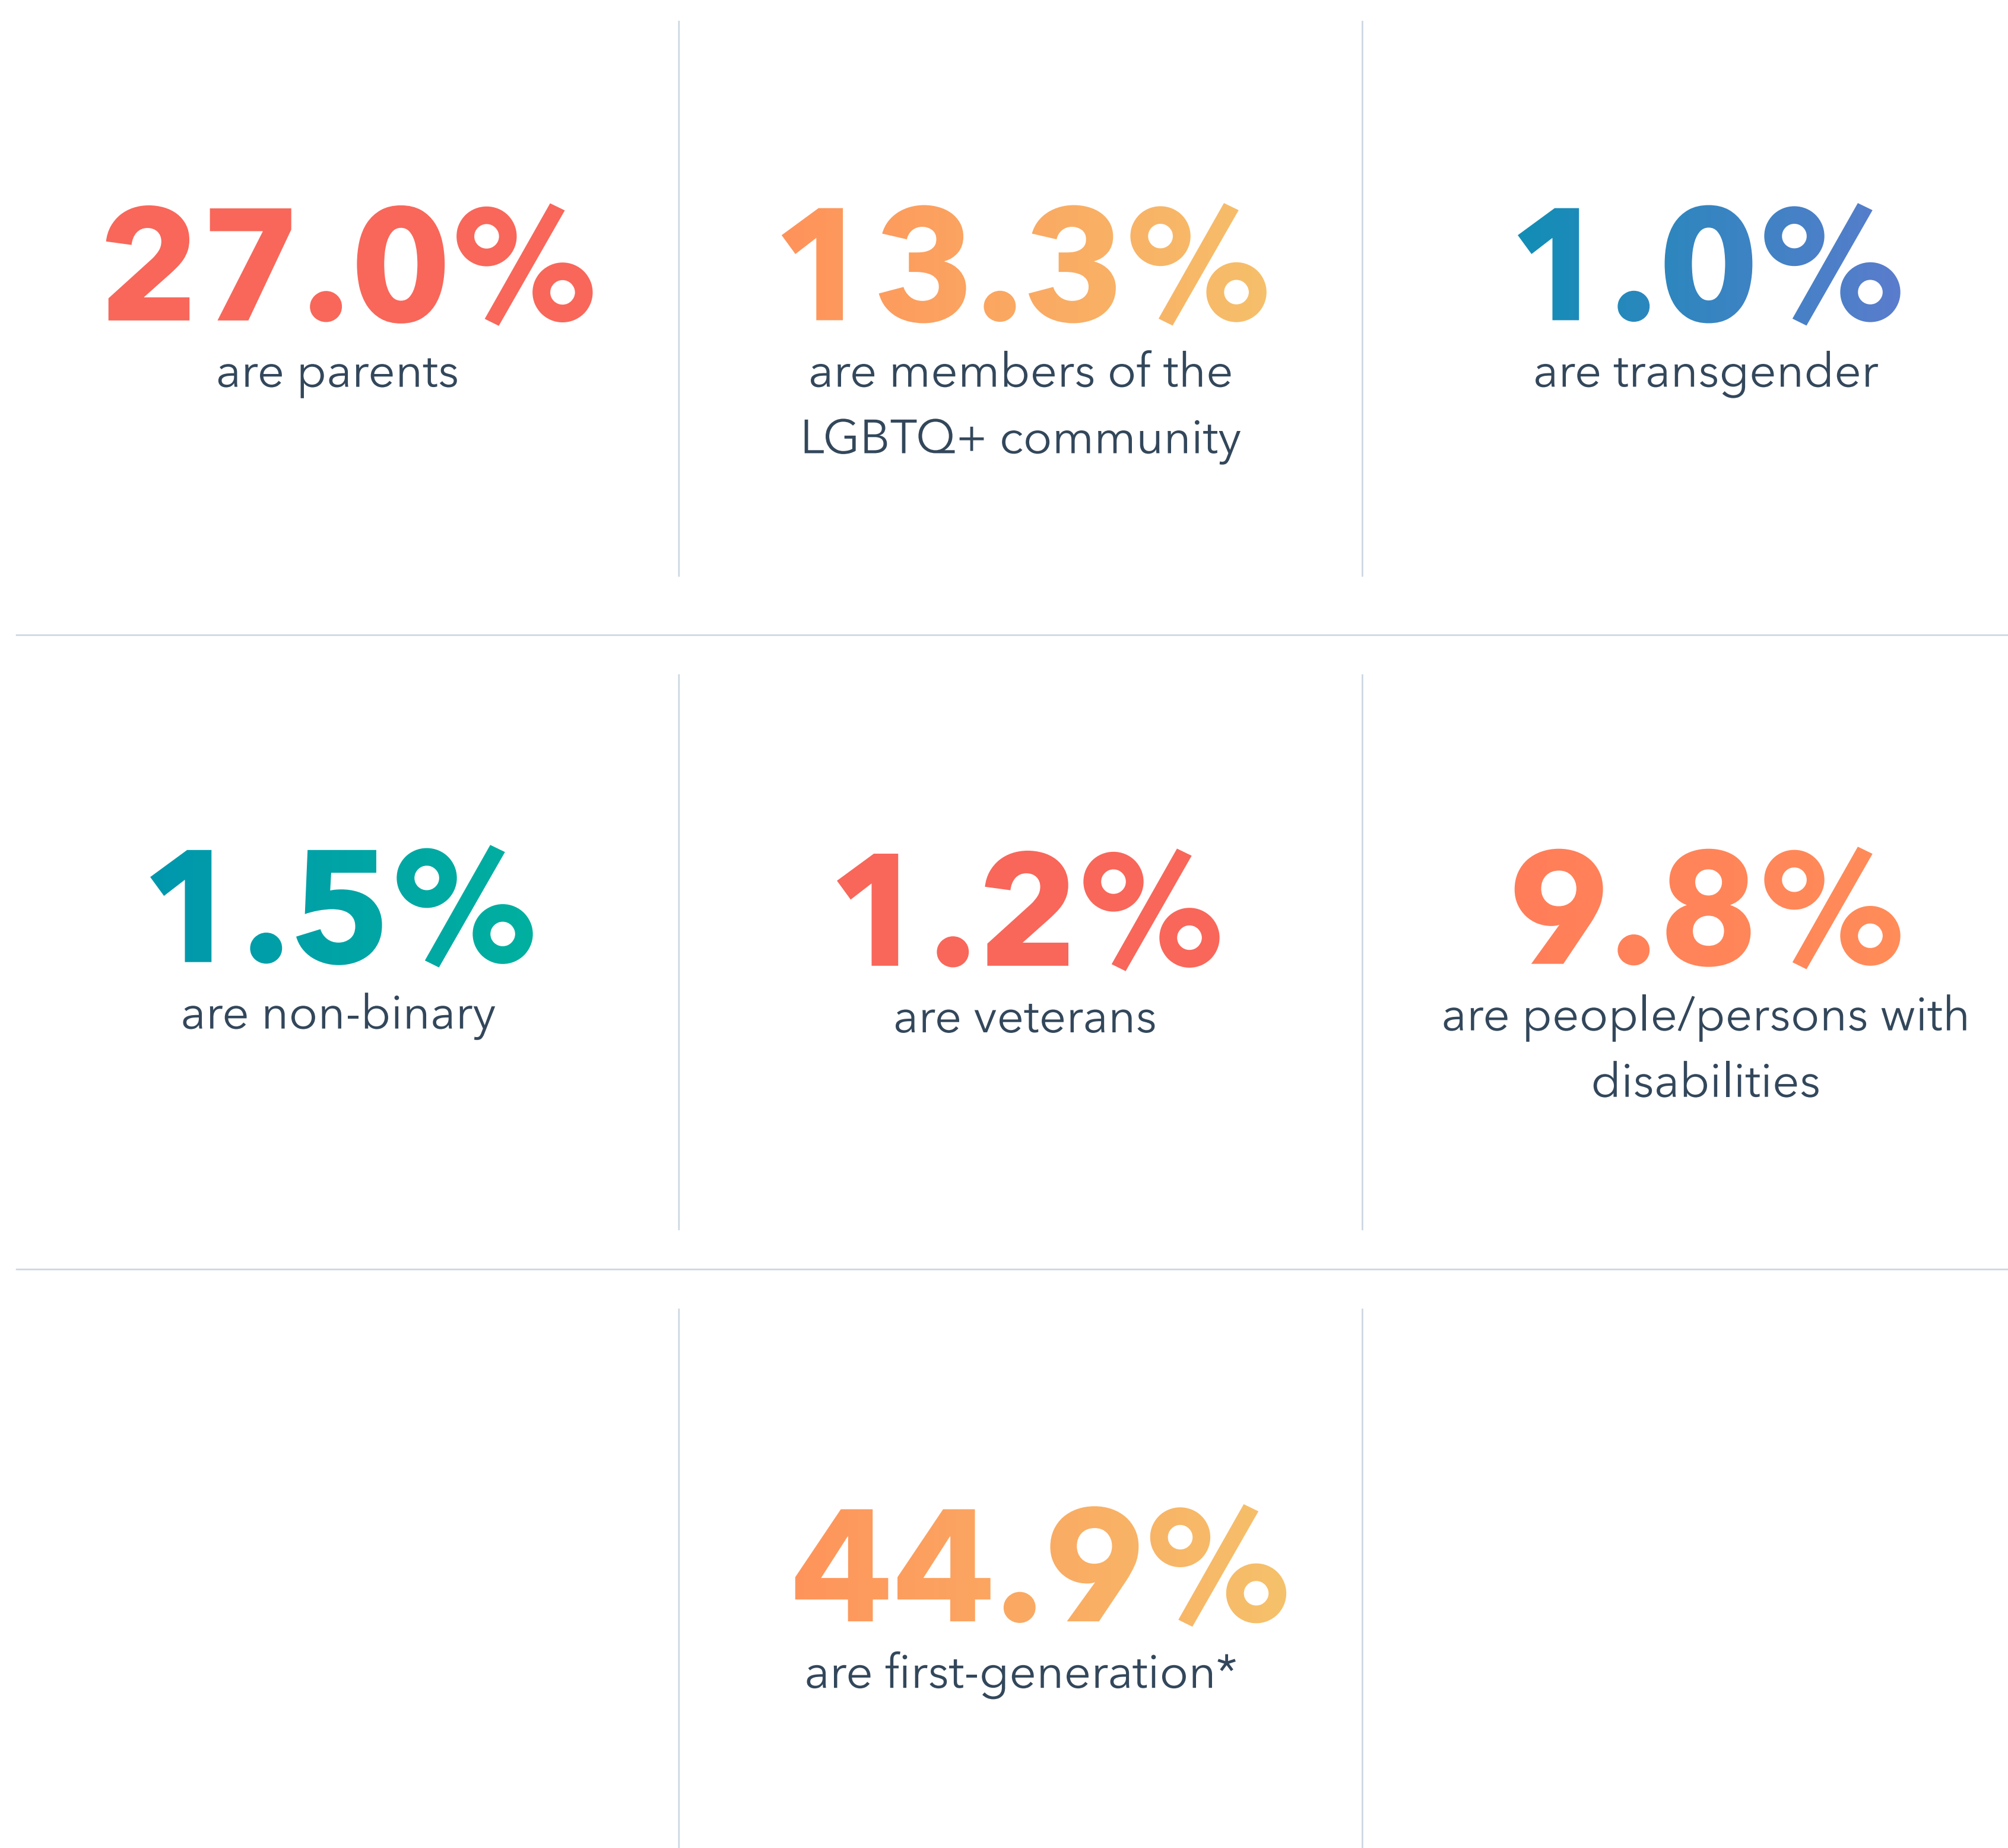 27.0%
are parents
13.3%
are members of the
LGBTQ+ community
1.0%
are transgender
1.5%
are non-binary
1.2%
are veterans
9.8%
are people/persons with
disabilities
44.9%
are first-generation*